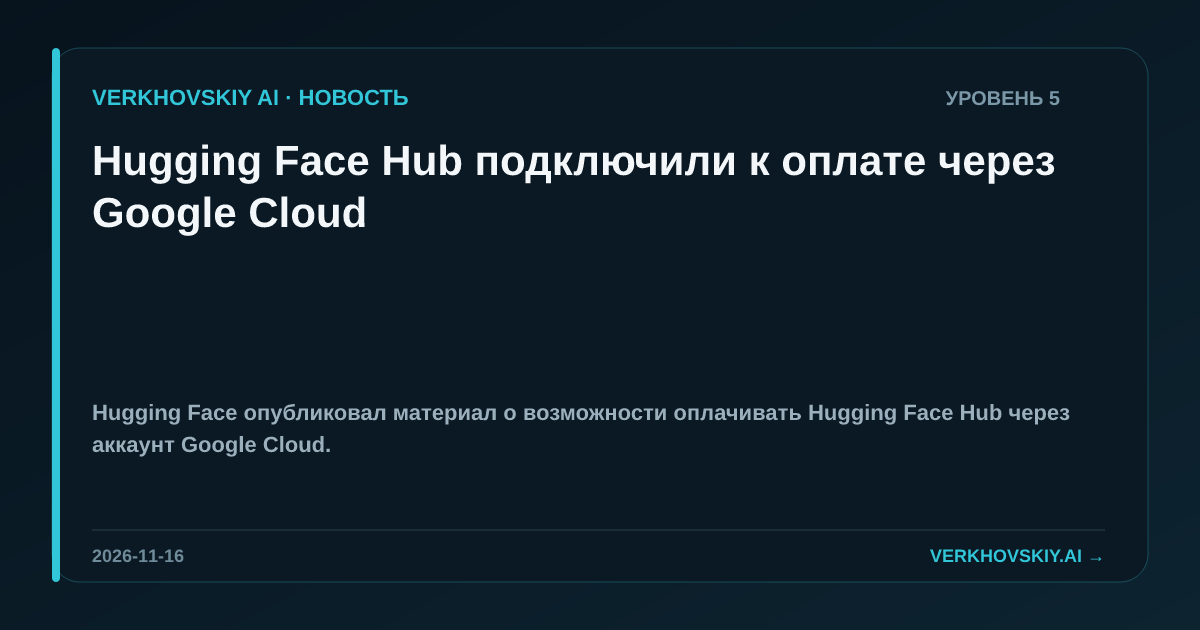 VERKHOVSKIY AI · НОВОСТЬ
УРОВЕНЬ 5
Hugging Face Hub подключили к оплате через
Google Cloud
Hugging Face опубликовал материал о возможности оплачивать Hugging Face Hub через
аккаунт Google Cloud.
2026-11-16
VERKHOVSKIY.AI →